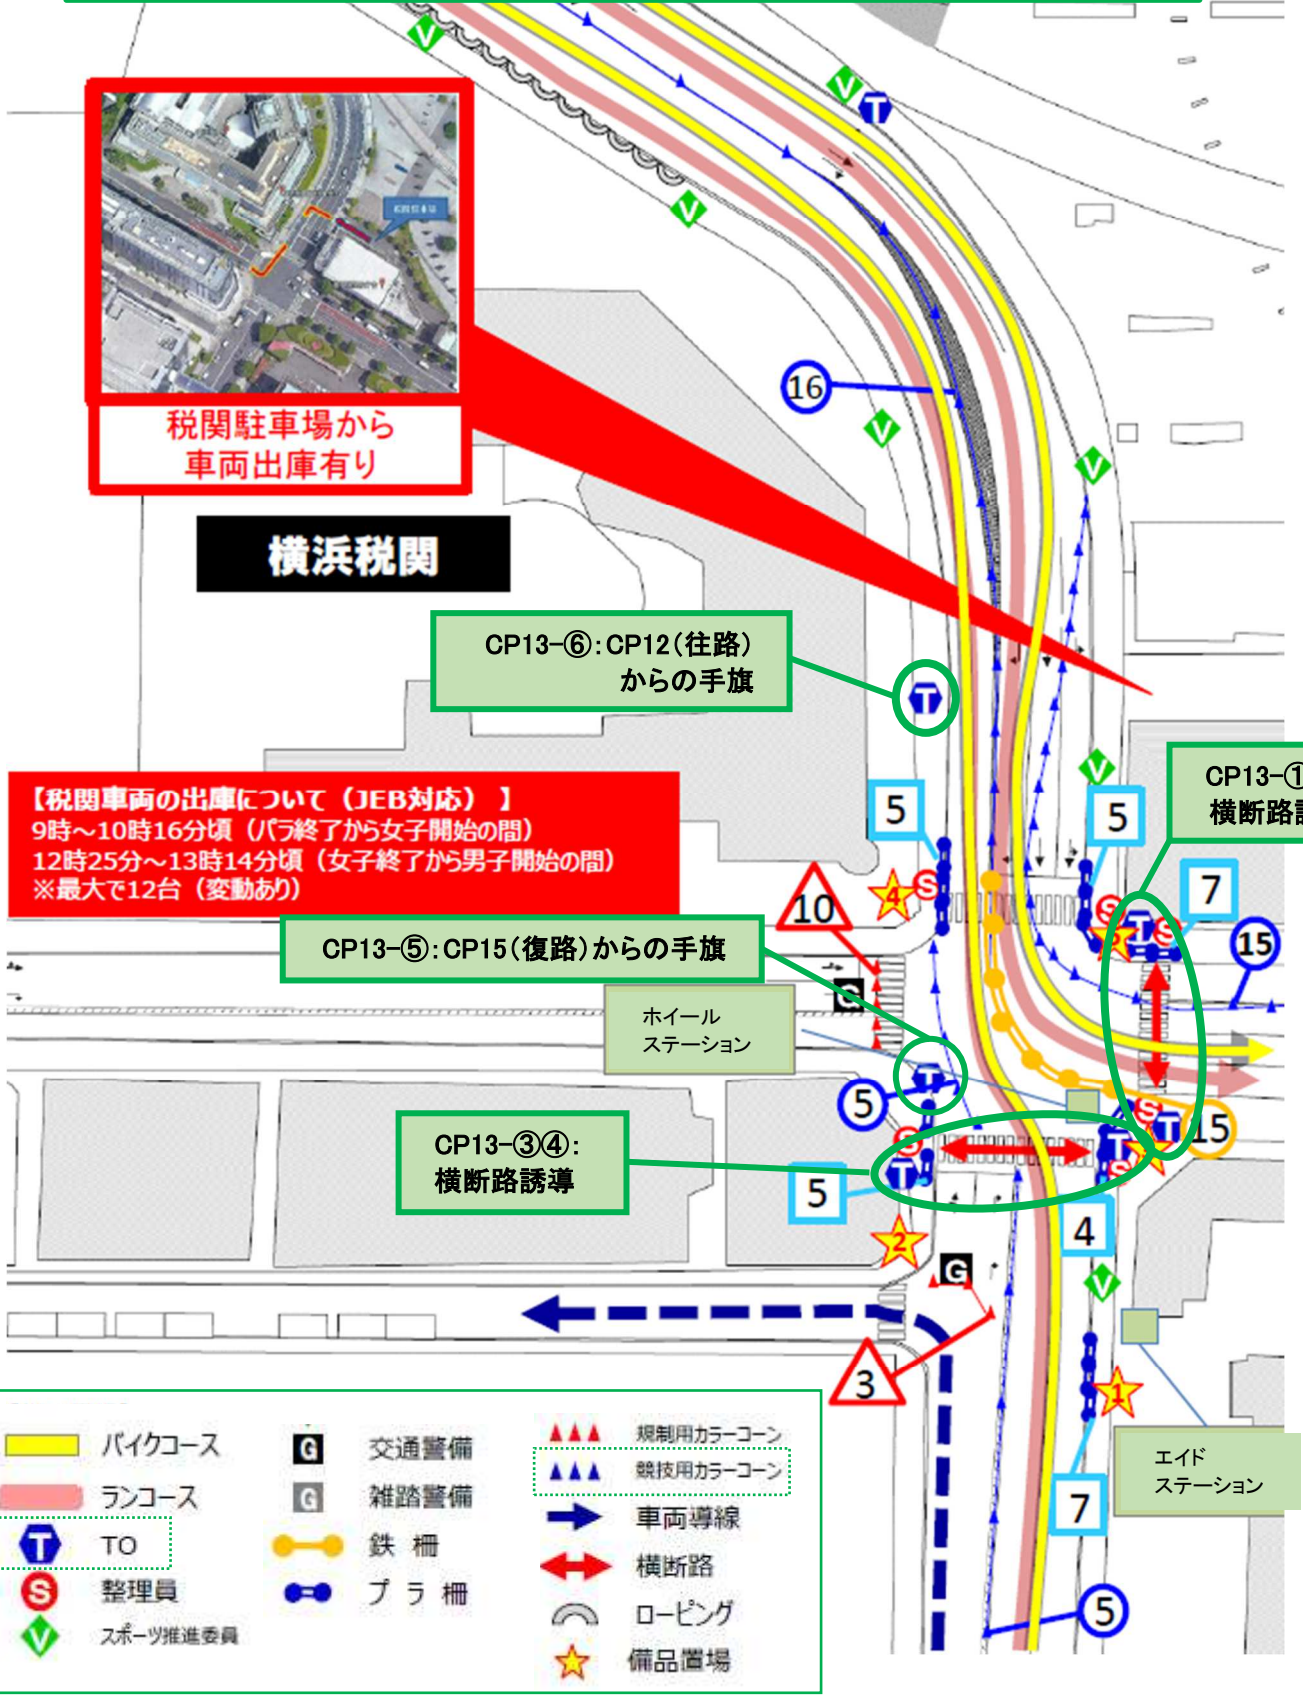 V
V
T
V
税関駐車場から
車両出庫有り
16
V
V
横浜税関
CP13-⑥:CP12(往路)
からの手旗
T
【税関車両の出庫について（JEB対応）】
9時～10時16分頃（パラ終了から女子開始の間）
12時25分～13時14分頃（女子終了から男子開始の間）
※最大で12台（変動あり）
V
CP13-①
横断路
5
5
7
4
S
10
S
T
S
15
CP13-⑤:CP15(復路)からの手旗
G
ホイール
ステーション
T
5
CP13-③④:
横断路誘導
S
T
5
S
T
T
S
15
2
4
G
V
3
1
エイド
ステーション
7
5
バイクコース
ランコース
T TO
S 整理員
V スポーツ推進委員
G 交通警備
G 雑踏警備
鉄 柵
プ ラ 柵
規制用カラーコーン
競技用カラーコーン
車両導線
横断路
ローピング
備品置場